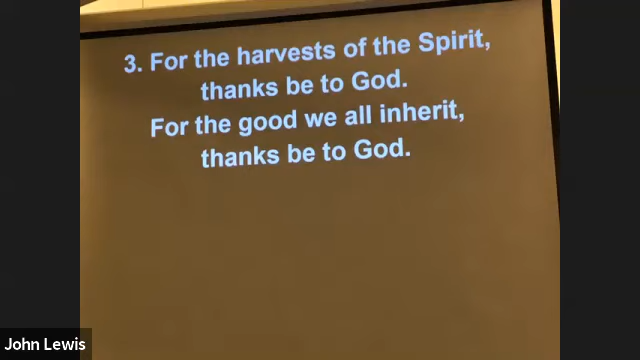 3. For the harvests of the Spirit,
thanks be to God.
For the good we all inherit,
thanks be to God.
John Lewis